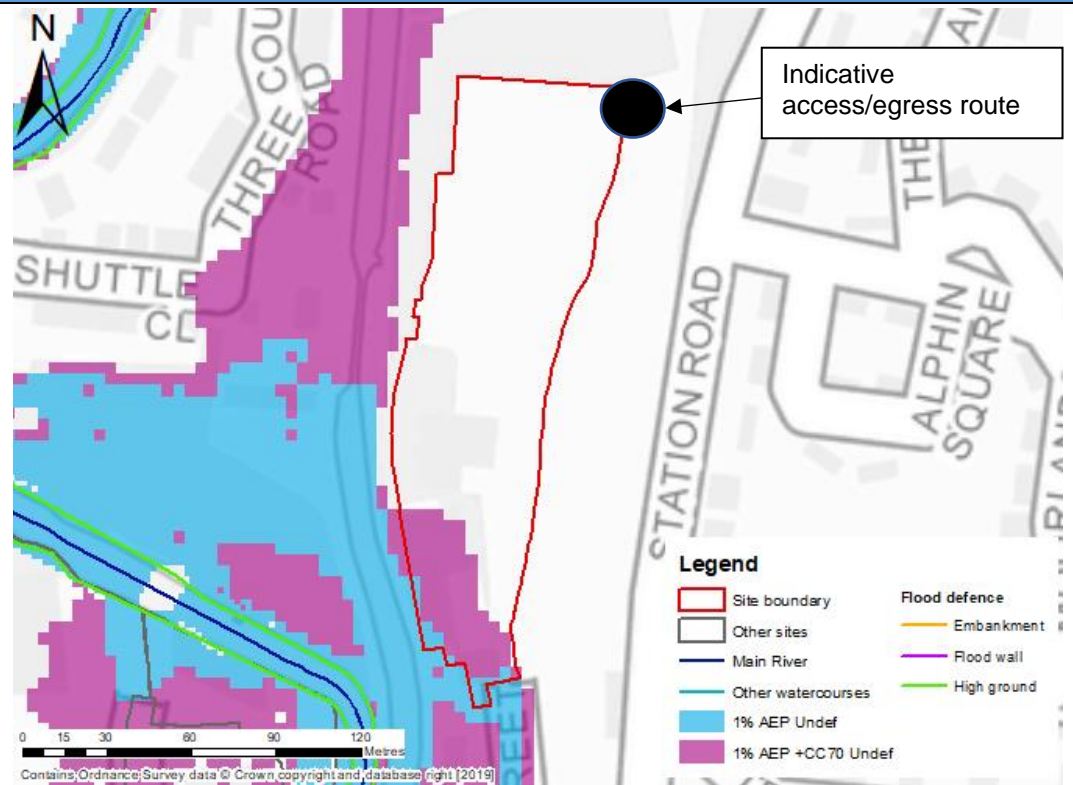 N
Indicative
access/egress route
THREE COU
ROAD
SHUTTLE
CL
STATION ROAD
THE
ALPHIN
SQUARE
REET
Legend
Site boundary
Other sites
Main River
Other watercourses
1% AEP Undef
1% AEP +CC70 Undef
Flood defence
Embankment
Flood wall
High ground
0 15 30 60 90 120
Metres
Contains Ordnance Survey data © Crown copyright and database right [2019]